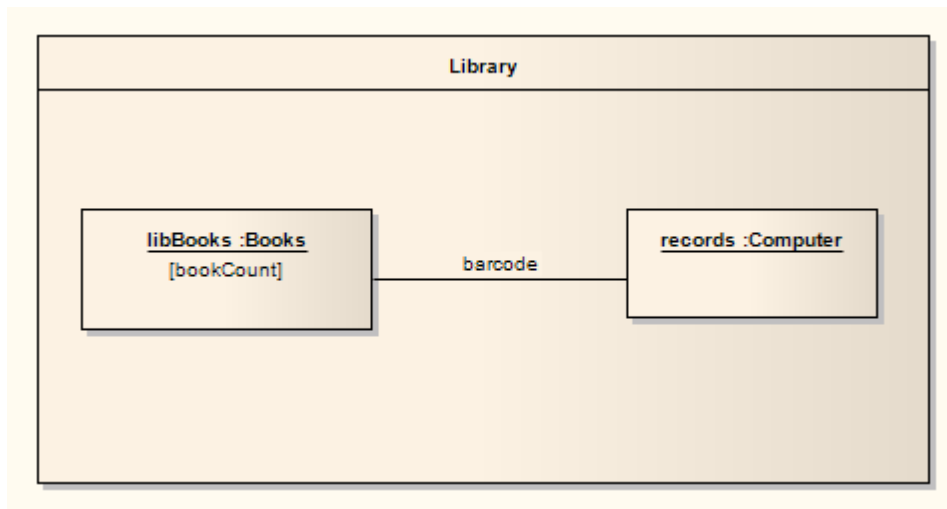 Library
libBooks :Books
[bookCount]
barcode
records :Computer